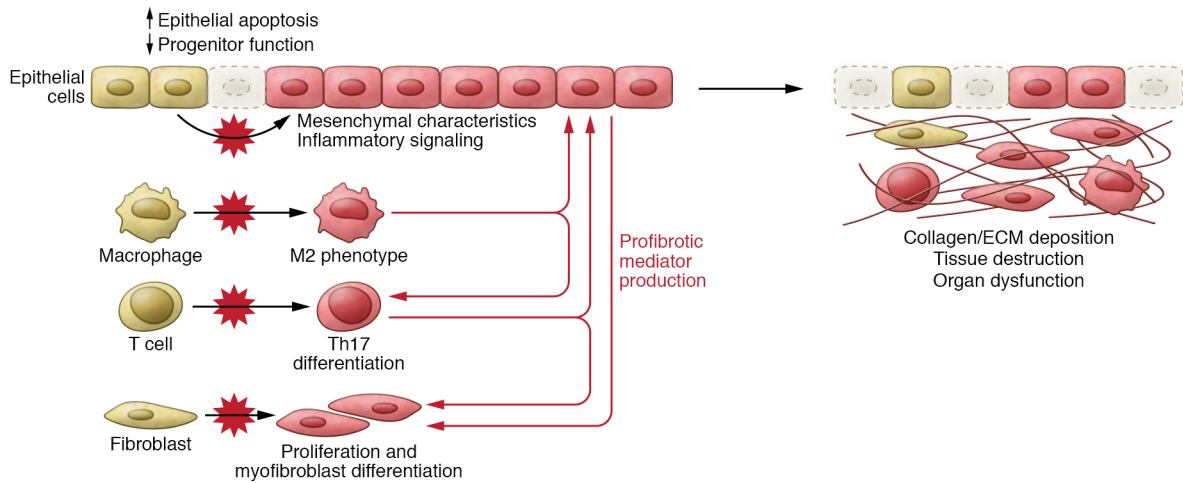 Epithelial apoptosis
Progenitor function
Epithelial
cells
Mesenchymal characteristics
Inflammatory signaling
Macrophage
M2 phenotype
Profibrotic
mediator
production
T cell
Th17
differentiation
Fibroblast
Proliferation and
myofibroblast differentiation
Collagen/ECM deposition
Tissue destruction
Organ dysfunction